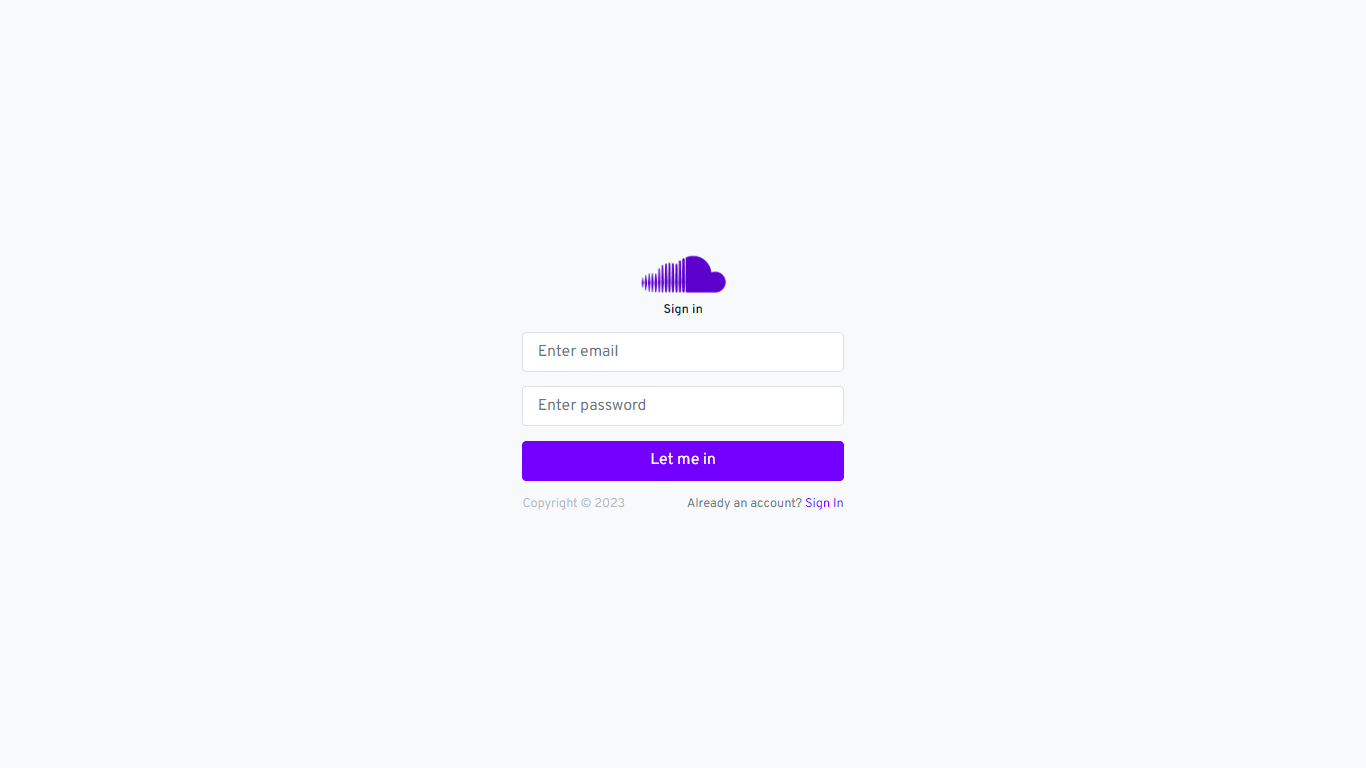 Sign in
Enter email
Enter password
Let me in
Copyright © 2023 Already an account? Sign In